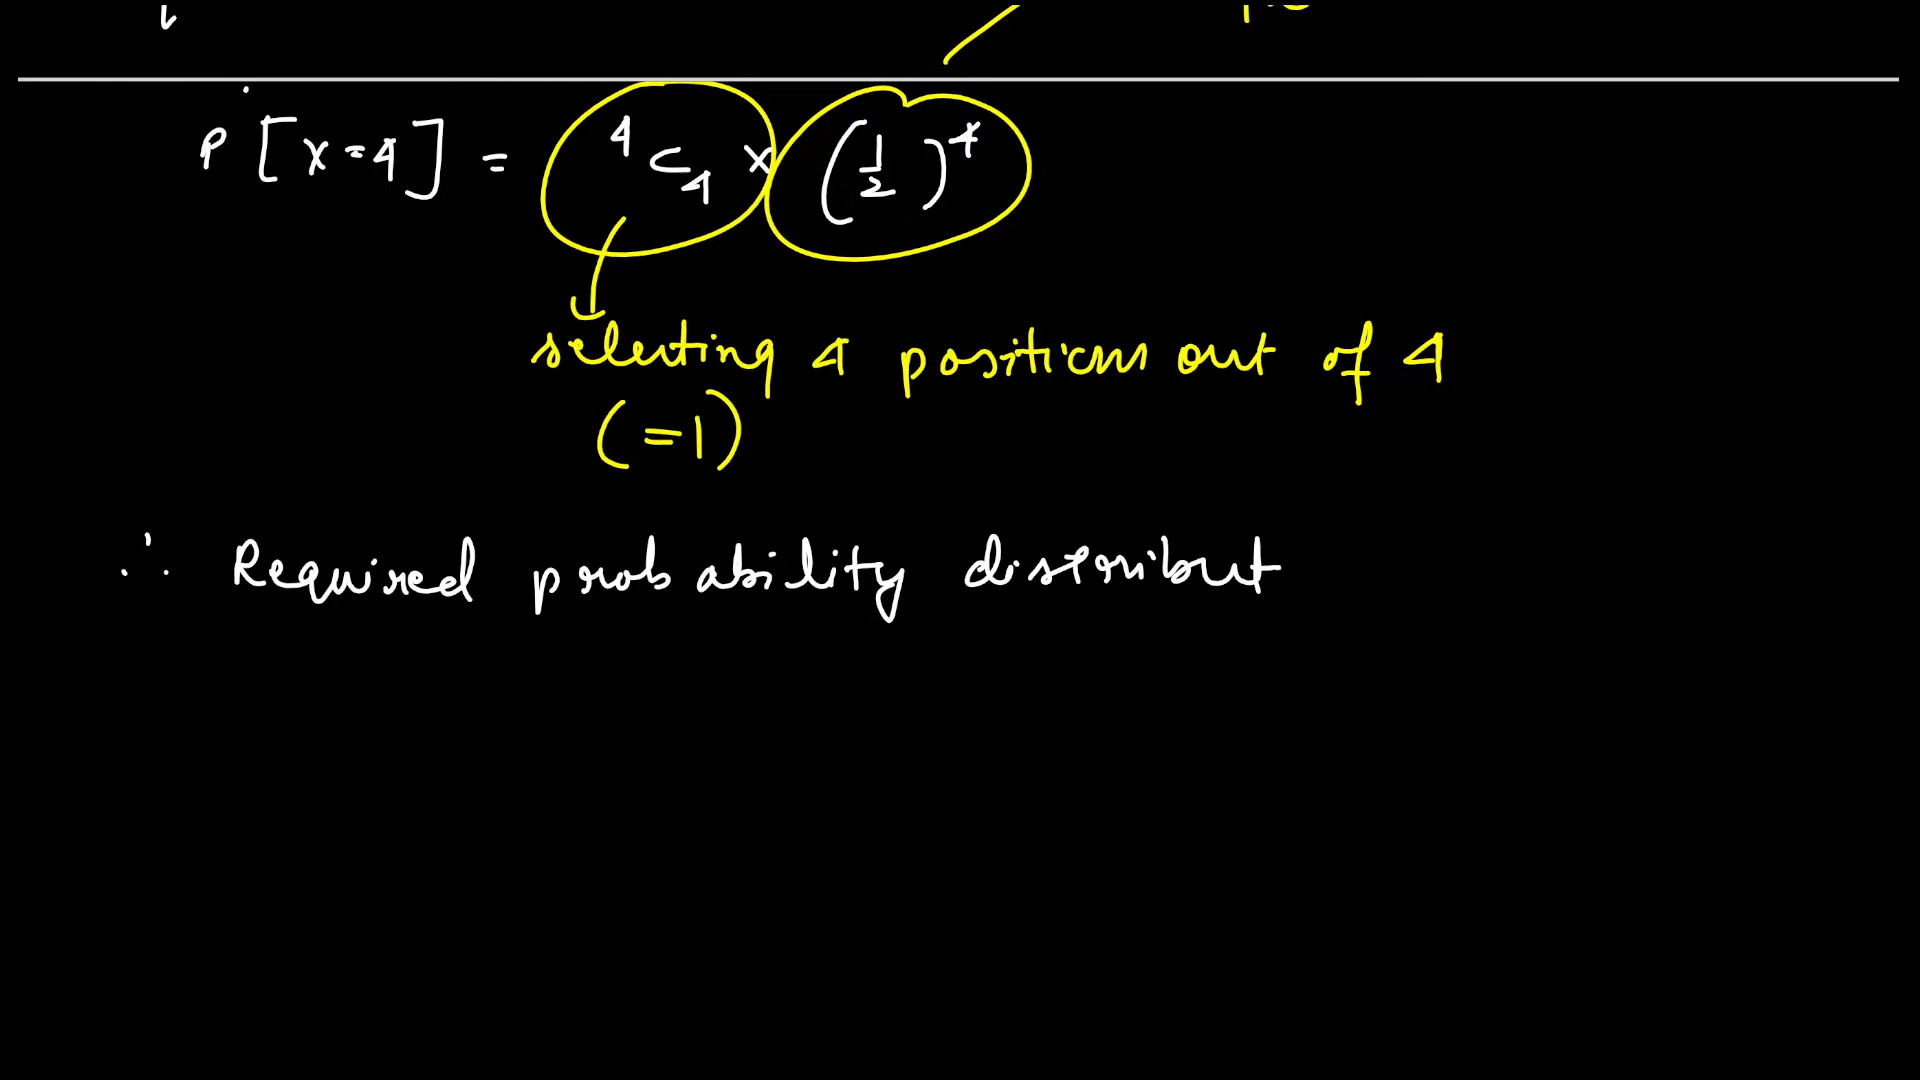 P[X=4] = ⁴C₄ × (1/2)⁴
selecting 4 positions out of 4
(=1)
∴ Required probability distribut